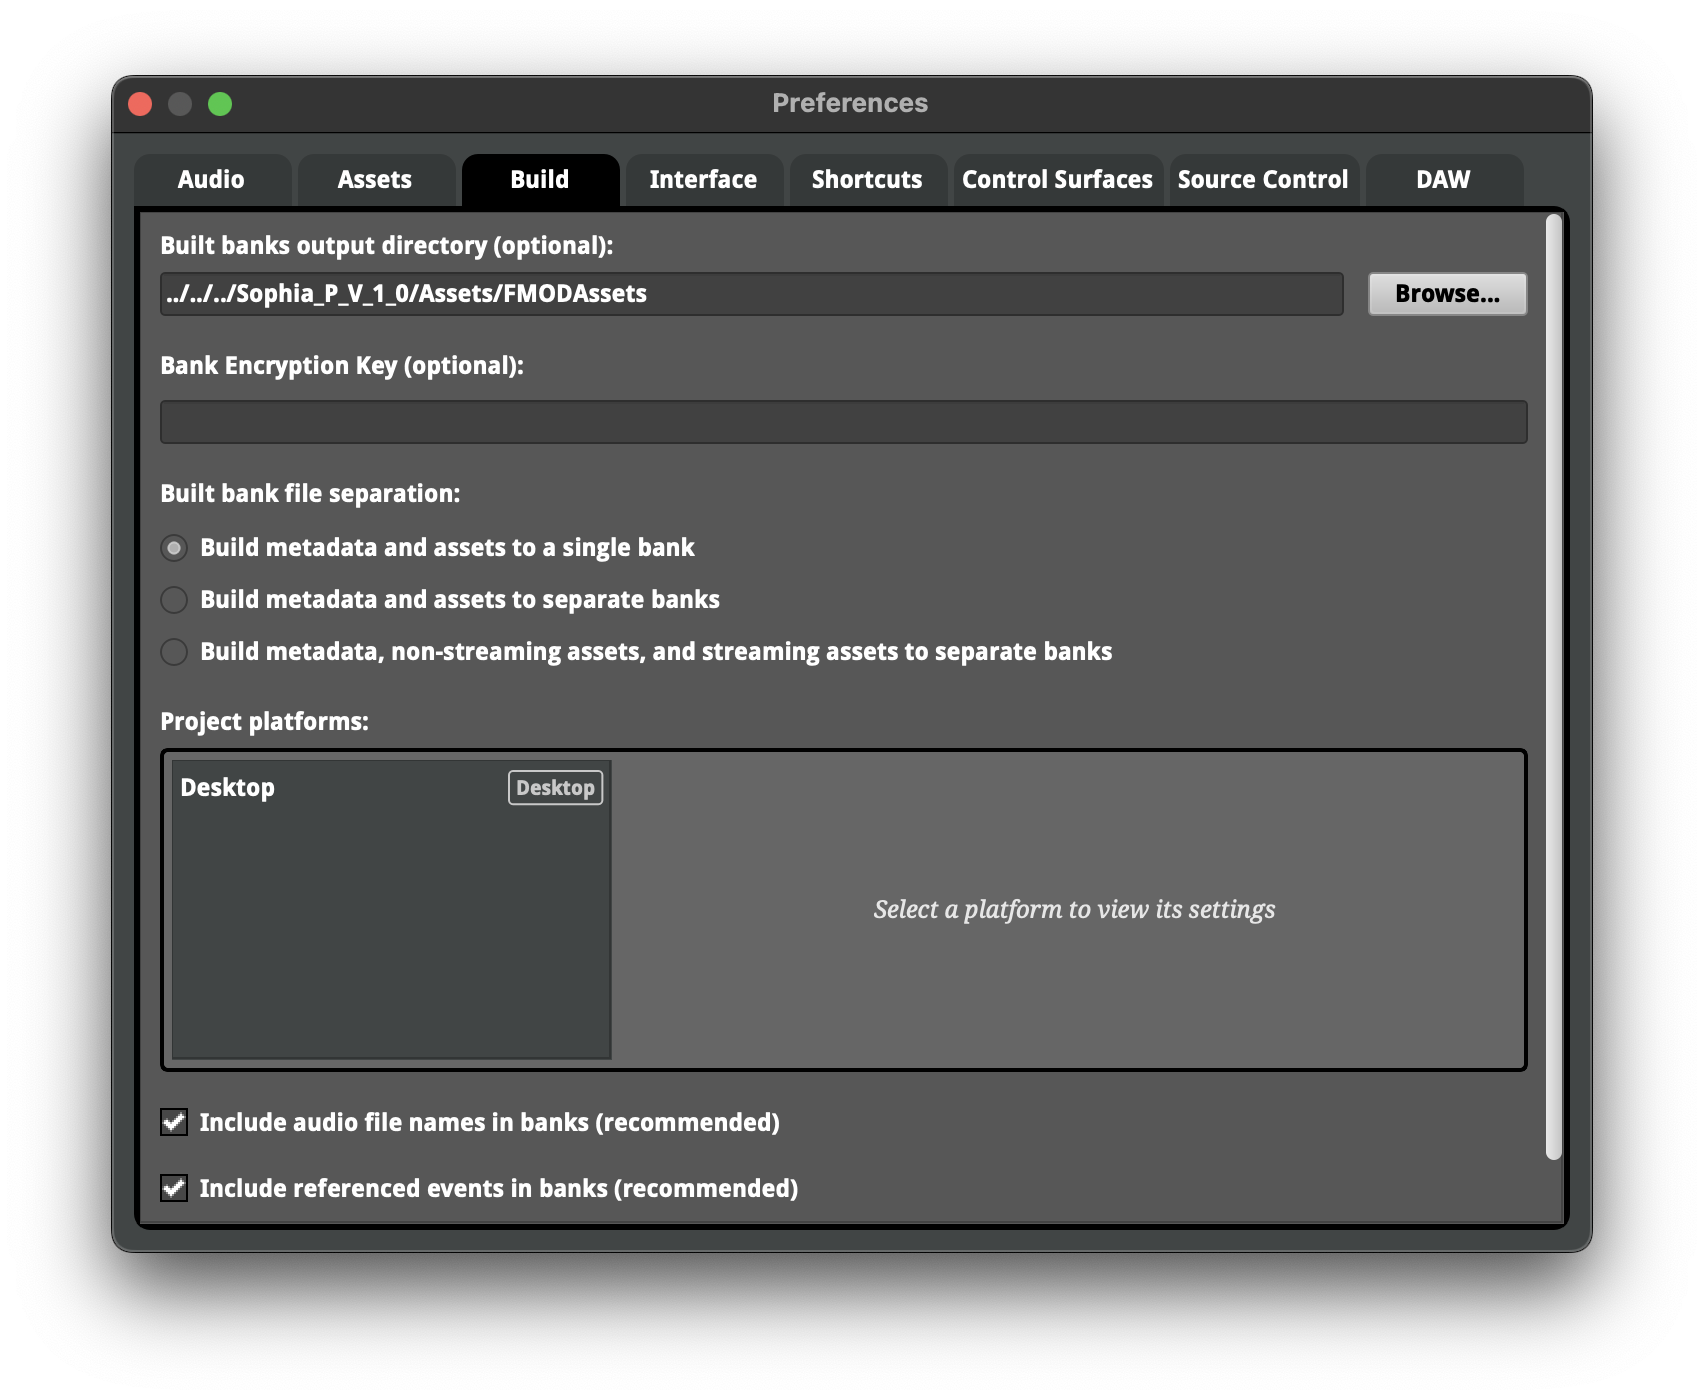 Preferences
Audio Assets Build Interface Shortcuts Control Surfaces Source Control DAW
Built banks output directory (optional):
../../../Sophia_P_V_1_0/Assets/FMODAssets Browse...
Bank Encryption Key (optional):
Built bank file separation:
Build metadata and assets to a single bank
Build metadata and assets to separate banks
Build metadata, non-streaming assets, and streaming assets to separate banks
Project platforms:
Desktop Desktop
Select a platform to view its settings
Include audio file names in banks (recommended)
Include referenced events in banks (recommended)